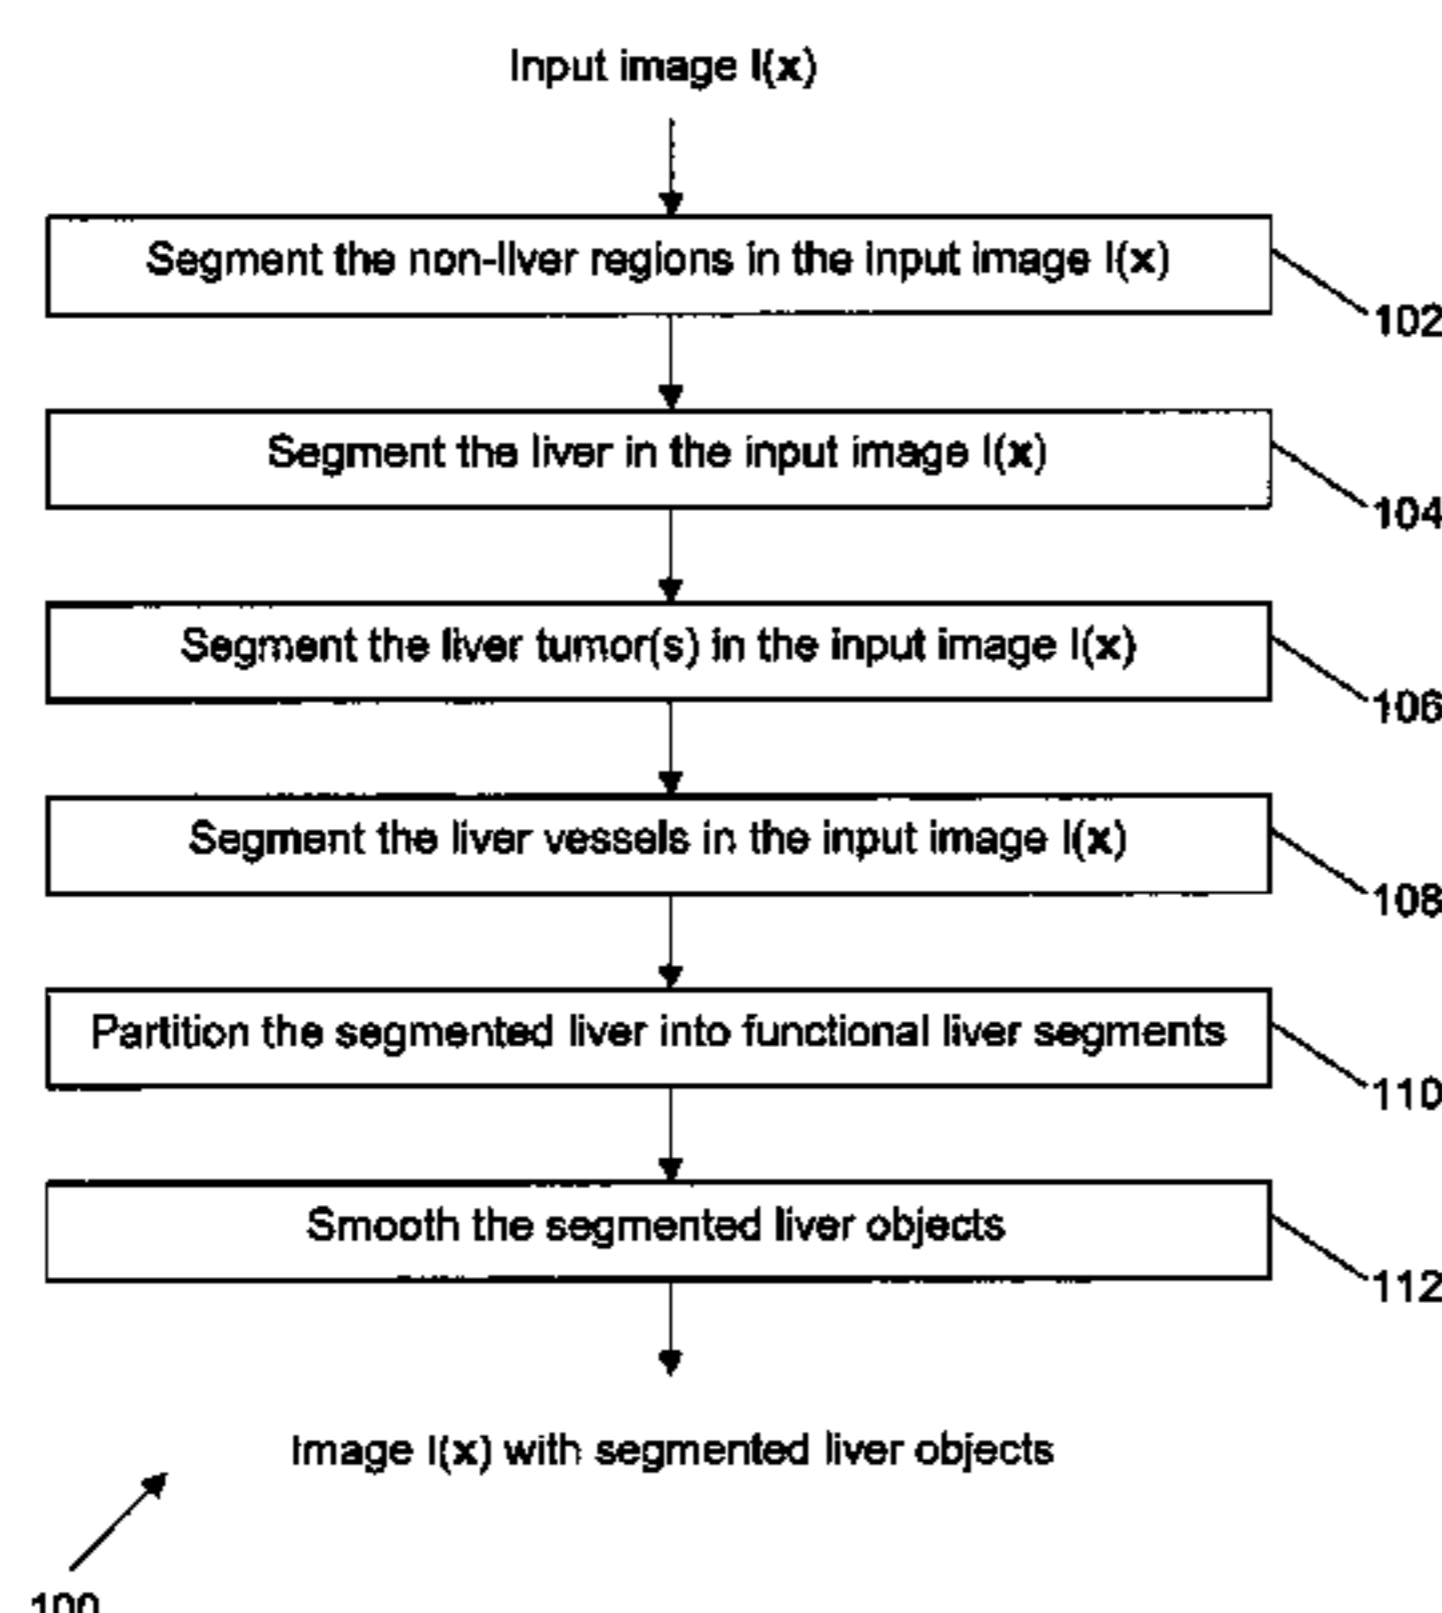 Input image I(x)
Segment the non-liver regions in the input image I(x)
102
Segment the liver in the input image I(x)
104
Segment the liver tumor(s) in the input image I(x)
106
Segment the liver vessels in the input image I(x)
108
Partition the segmented liver into functional liver segments
110
Smooth the segmented liver objects
112
Image I(x) with segmented liver objects
100